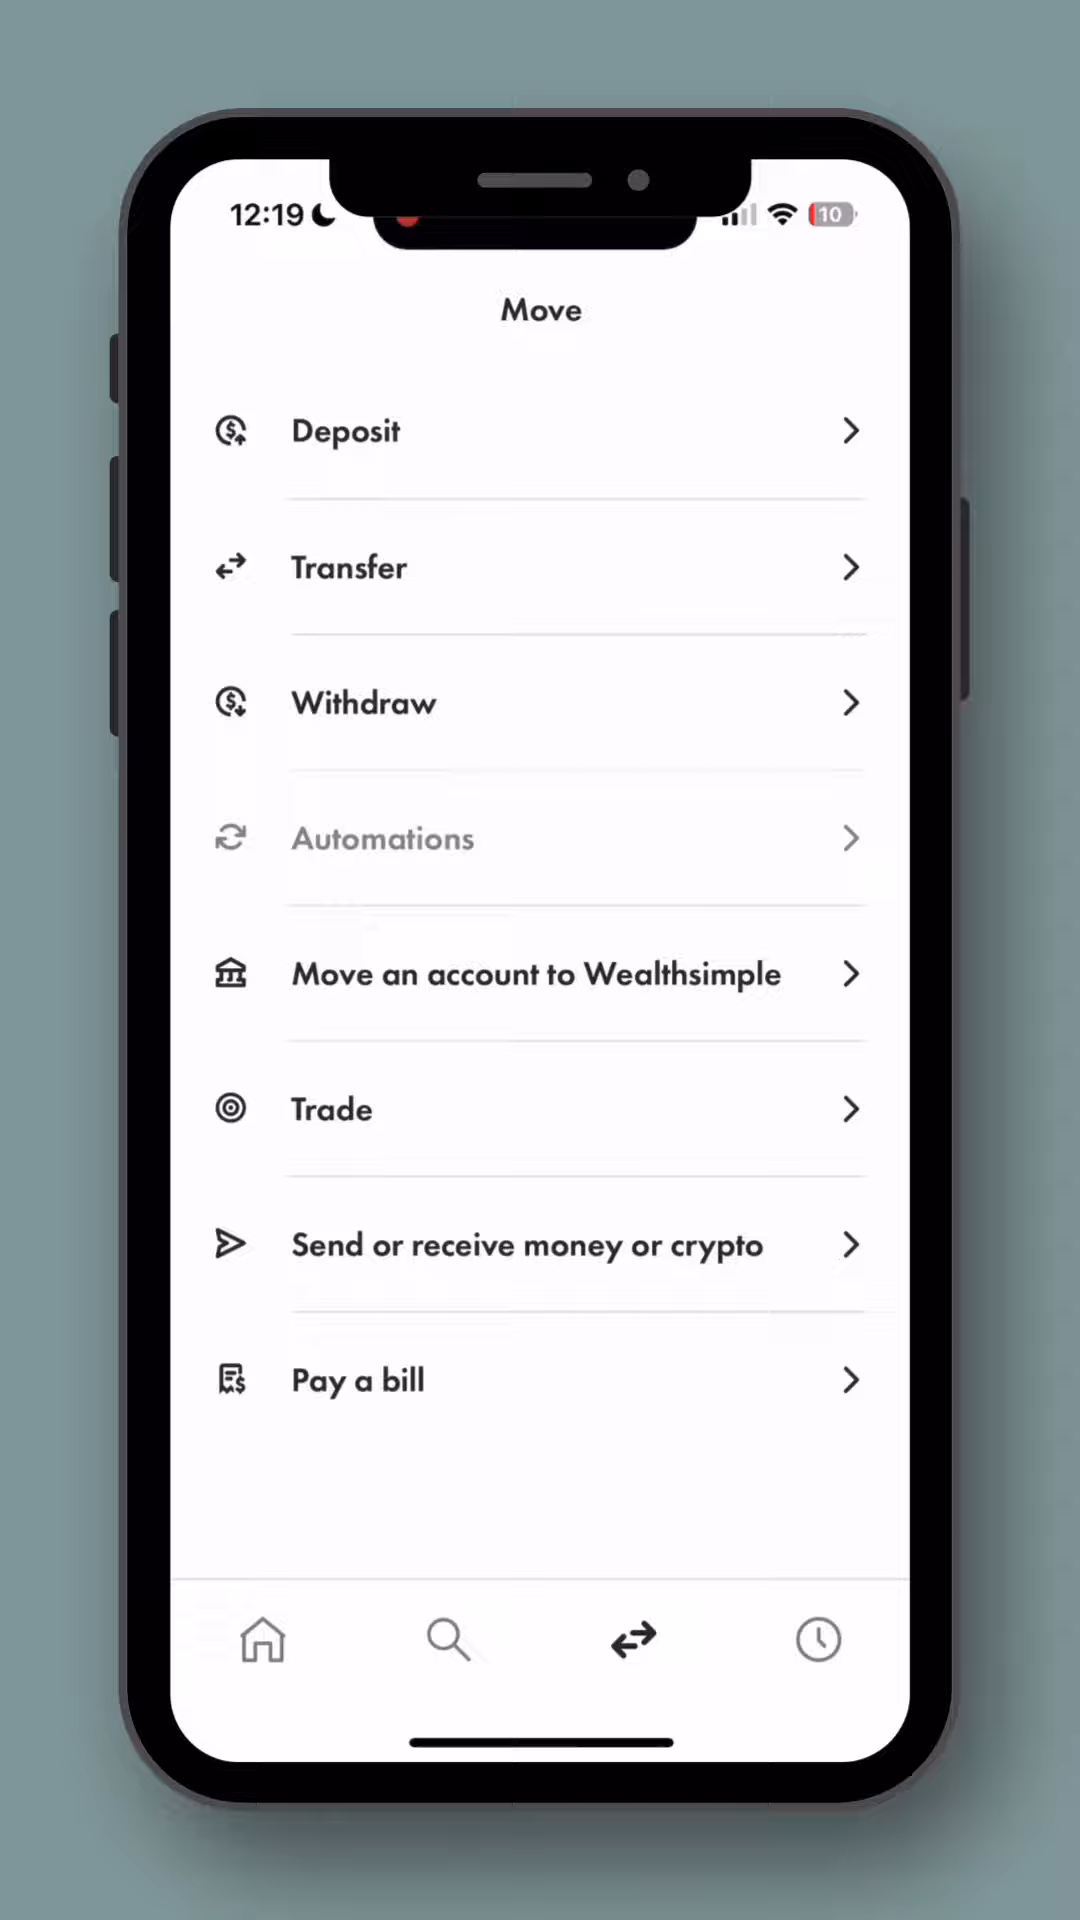 12:19
10
Move
Deposit
Transfer
Withdraw
Automations
Move an account to Wealthsimple
Trade
Send or receive money or crypto
Pay a bill